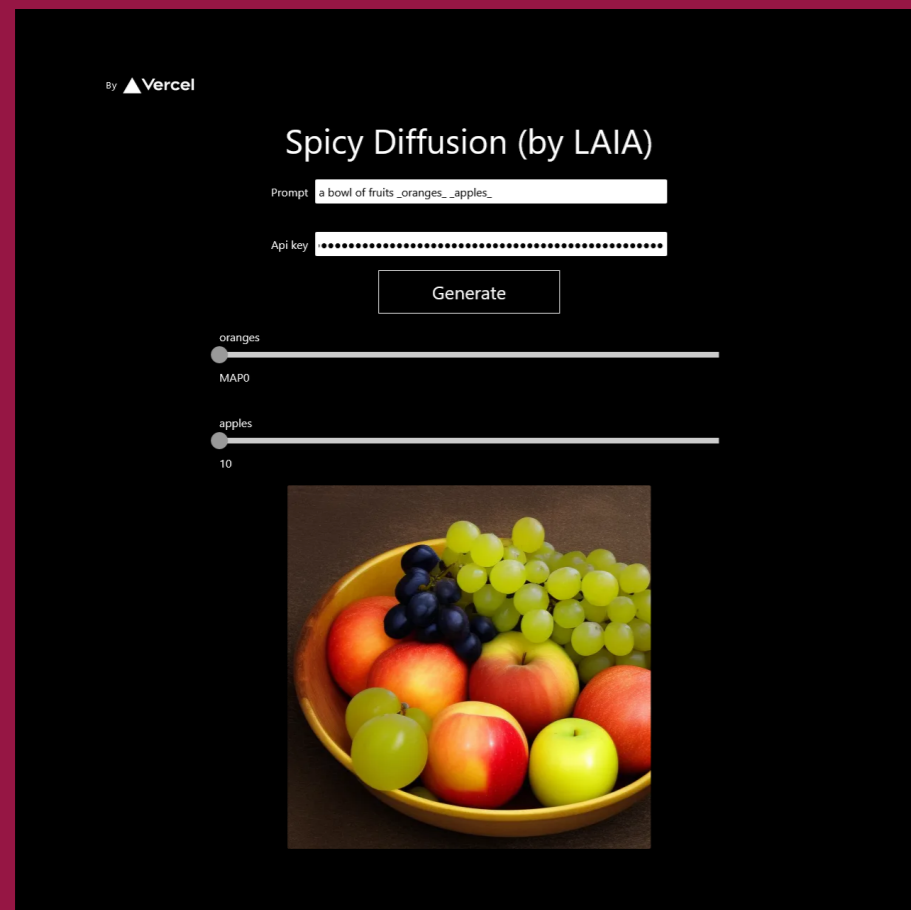 By Vercel
Spicy Diffusion (by LAIA)
Prompt a bowl of fruits _oranges_ _apples_
Api key ••••••••••••••••••••••••••••••••••••••••••••••••••
Generate
oranges
MAP0
apples
10